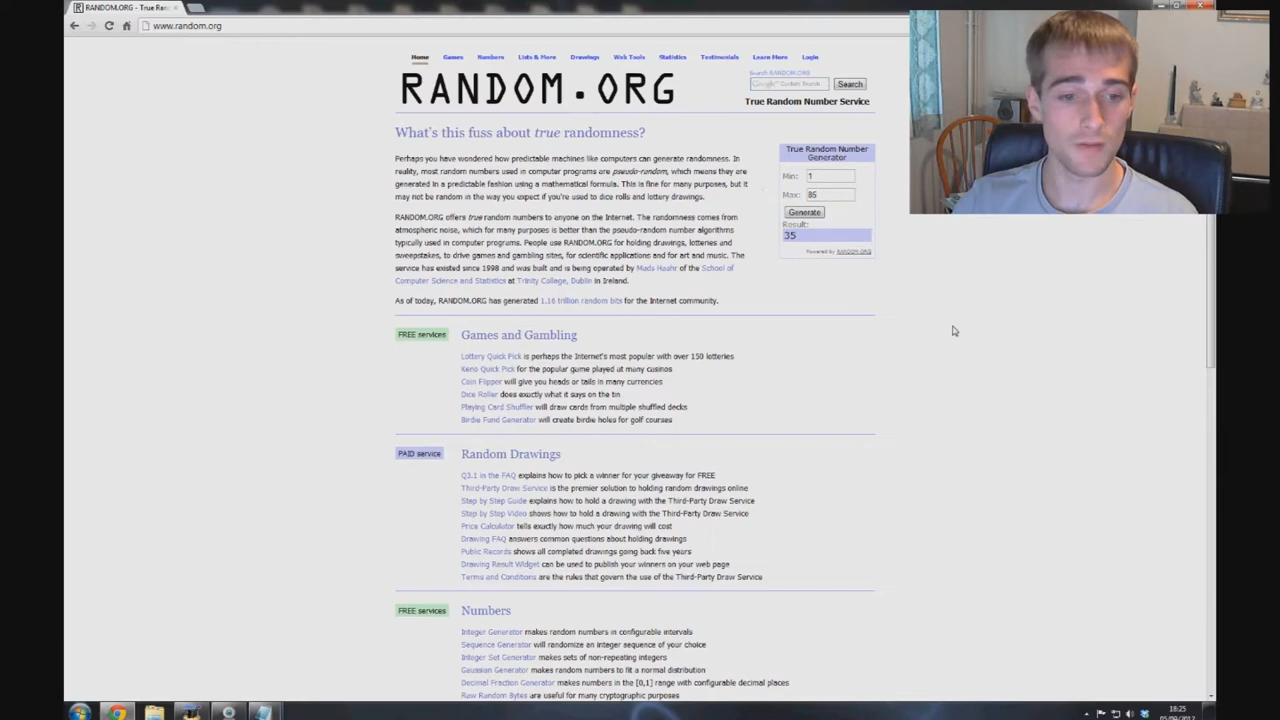 RANDOM.ORG - True Ran
www.random.org
Home Games Numbers Lists & More Drawings Web Tools Statistics Testimonials Learn More Login
Search RANDOM.ORG
RANDOM.ORG
Google™ Custom Search Search
True Random Number Service
What's this fuss about true randomness?
Perhaps you have wondered how predictable machines like computers can generate randomness. In
reality, most random numbers used in computer programs are pseudo-random, which means they are
generated in a predictable fashion using a mathematical formula. This is fine for many purposes, but it
may not be random in the way you expect if you're used to dice rolls and lottery drawings.
RANDOM.ORG offers true random numbers to anyone on the Internet. The randomness comes from
atmospheric noise, which for many purposes is better than the pseudo-random number algorithms
typically used in computer programs. People use RANDOM.ORG for holding drawings, lotteries and
sweepstakes, to drive games and gambling sites, for scientific applications and for art and music. The
service has existed since 1998 and was built and is being operated by Mads Haahr of the School of
Computer Science and Statistics at Trinity College, Dublin in Ireland.
As of today, RANDOM.ORG has generated 1.16 trillion random bits for the Internet community.
True Random Number
Generator
Min: 1
Max: 85
Generate
Result:
35
Powered by RANDOM.ORG
FREE services Games and Gambling
Lottery Quick Pick is perhaps the Internet's most popular with over 150 lotteries
Keno Quick Pick for the popular game played at many casinos
Coin Flipper will give you heads or tails in many currencies
Dice Roller does exactly what it says on the tin
Playing Card Shuffler will draw cards from multiple shuffled decks
Birdie Fund Generator will create birdie holes for golf courses
PAID service Random Drawings
Q3.1 in the FAQ explains how to pick a winner for your giveaway for FREE
Third-Party Draw Service is the premier solution to holding random drawings online
Step by Step Guide explains how to hold a drawing with the Third-Party Draw Service
Step by Step Video shows how to hold a drawing with the Third-Party Draw Service
Price Calculator tells exactly how much your drawing will cost
Drawing FAQ answers common questions about holding drawings
Public Records shows all completed drawings going back five years
Drawing Result Widget can be used to publish your winners on your web page
Terms and Conditions are the rules that govern the use of the Third-Party Draw Service
FREE services Numbers
Integer Generator makes random numbers in configurable intervals
Sequence Generator will randomize an integer sequence of your choice
Integer Set Generator makes sets of non-repeating integers
Gaussian Generator makes random numbers to fit a normal distribution
Decimal Fraction Generator makes numbers in the [0,1] range with configurable decimal places
Raw Random Bytes are useful for many cryptographic purposes
18:25
05/09/2012